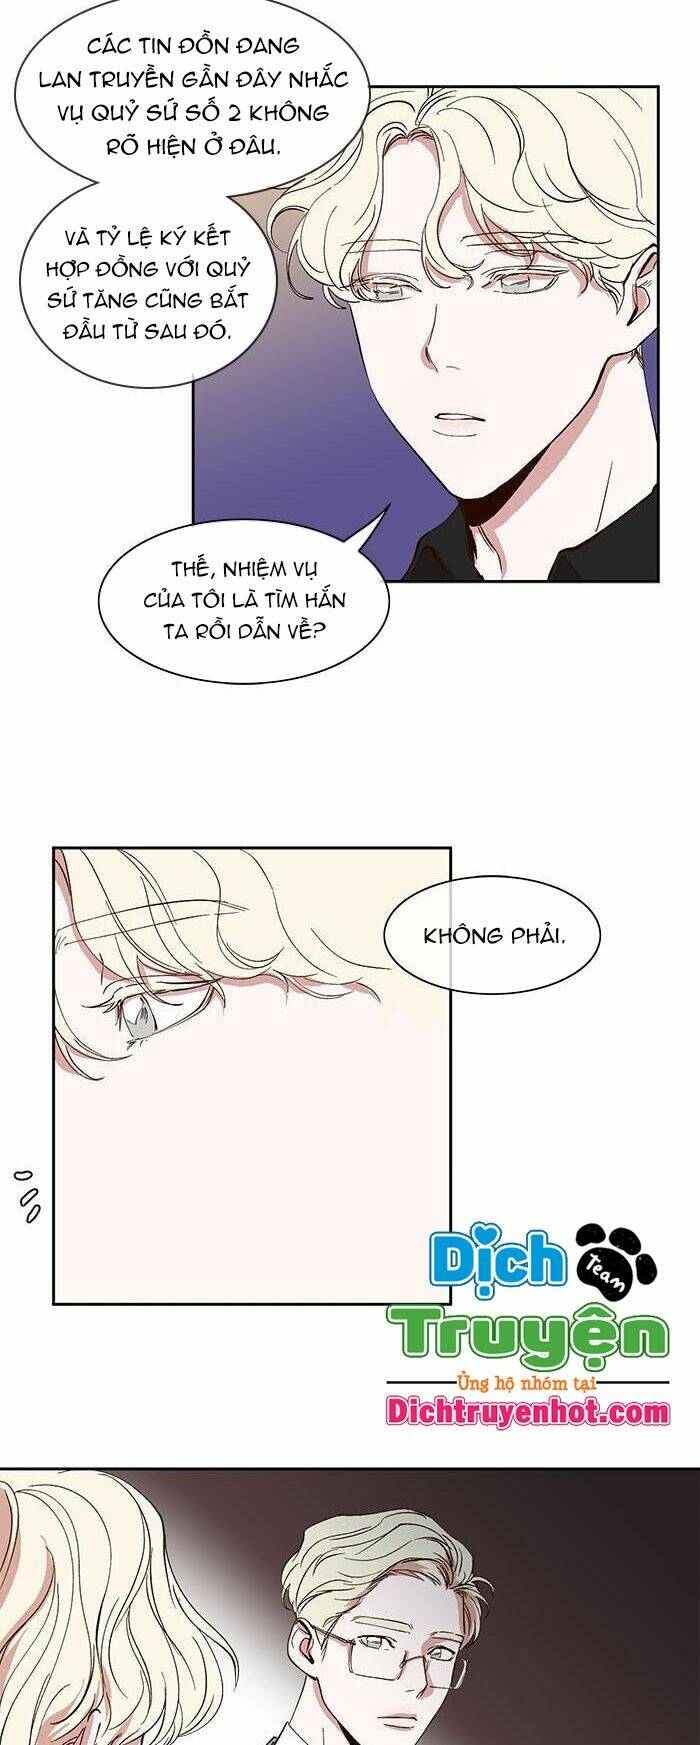 CÁC TIN ĐỒN ĐANG
LAN TRUYỀN GẦN ĐÂY NHẮC
VỤ QUỶ SỨ SỐ 2 KHÔNG
RÕ HIỆN Ở ĐÂU.
VÀ TỶ LỆ KÝ KẾT
HỢP ĐỒNG VỚI QUỶ
SỨ TĂNG CŨNG BẮT
ĐẦU TỪ SAU ĐÓ.
THẾ, NHIỆM VỤ
CỦA TÔI LÀ TÌM HẮN
TA RỒI DẪN VỀ?
KHÔNG PHẢI.
Dịch team
Truyện
Ủng hộ nhóm tại
Dichtruyenhot.com